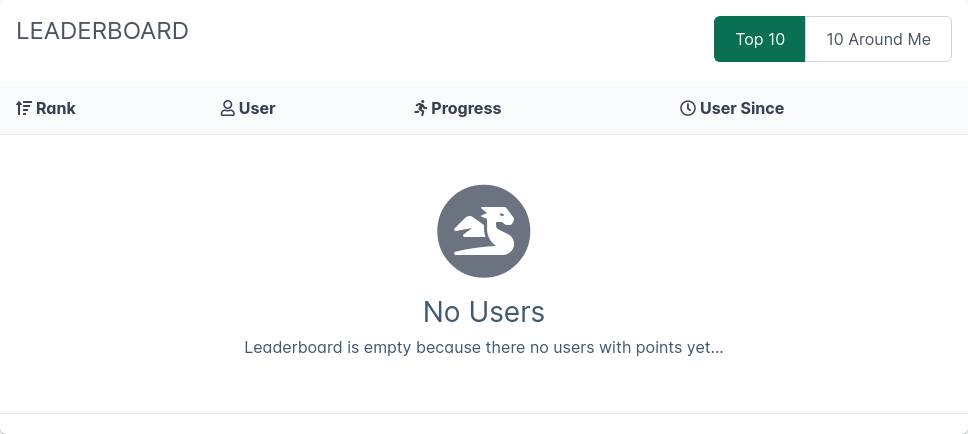 LEADERBOARD
Top 10
10 Around Me
Rank
User
Progress
User Since
No Users
Leaderboard is empty because there no users with points yet...